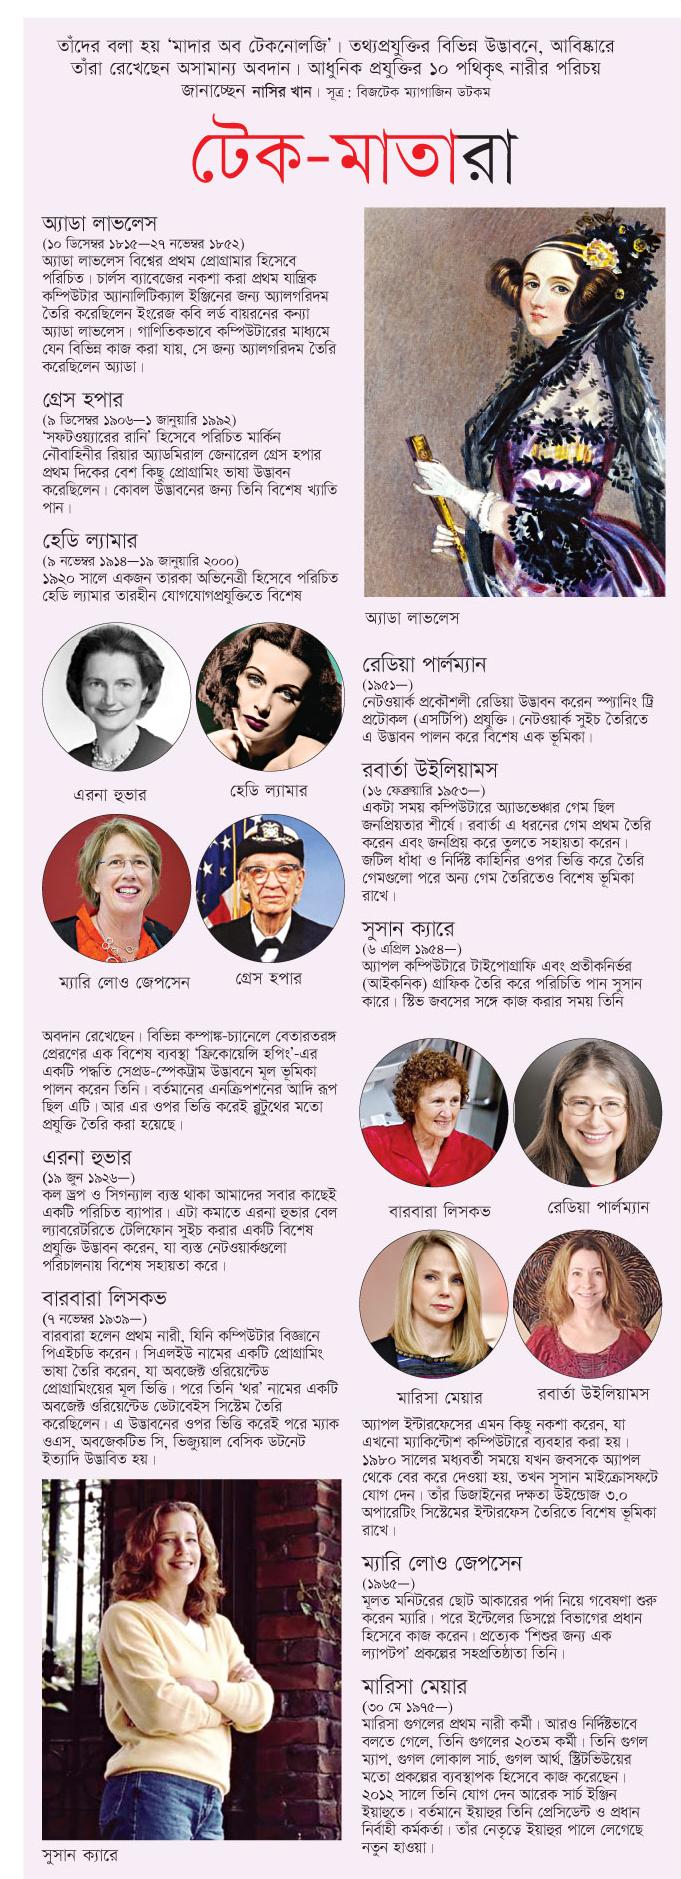 তাঁদের বলা হয় ‘মাদার অব টেকনোলজি’। তথ্যপ্রযুক্তির বিভিন্ন উদ্ভাবনে, আবিষ্কারে
তাঁরা রেখেছেন অসামান্য অবদান। আধুনিক প্রযুক্তির ১০ পথিকৃৎ নারীর পরিচয়
জানাচ্ছেন নাসির খান। সূত্র : বিজটেক ম্যাগাজিন ডটকম
টেক-মাতারা
অ্যাডা লাভলেস
(১০ ডিসেম্বর ১৮১৫—২৭ নভেম্বর ১৮৫২)
অ্যাডা লাভলেস বিশ্বের প্রথম প্রোগ্রামার হিসেবে
পরিচিত। চার্লস ব্যাবেজের নকশা করা প্রথম যান্ত্রিক
কম্পিউটার অ্যানালিটিক্যাল ইঞ্জিনের জন্য অ্যালগরিদম
তৈরি করেছিলেন ইংরেজ কবি লর্ড বায়রনের কন্যা
অ্যাডা লাভলেস। গাণিতিকভাবে কম্পিউটারের মাধ্যমে
যেন বিভিন্ন কাজ করা যায়, সে জন্য অ্যালগরিদম তৈরি
করেছিলেন অ্যাডা।
গ্রেস হপার
(৯ ডিসেম্বর ১৯০৬—১ জানুয়ারি ১৯৯২)
‘সফটওয়্যারের রানি’ হিসেবে পরিচিত মার্কিন
নৌবাহিনীর রিয়ার অ্যাডমিরাল জেনারেল গ্রেস হপার
প্রথম দিকের বেশ কিছু প্রোগ্রামিং ভাষা উদ্ভাবন
করেছিলেন। কোবল উদ্ভাবনের জন্য তিনি বিশেষ খ্যাতি
পান।
হেডি ল্যামার
(৯ নভেম্বর ১৯১৪—১৯ জানুয়ারি ২০০০)
১৯২০ সালে একজন তারকা অভিনেত্রী হিসেবে পরিচিত
হেডি ল্যামার তারহীন যোগযোগপ্রযুক্তিতে বিশেষ
এরনা হুভার
হেডি ল্যামার
ম্যারি লোও জেপসেন
গ্রেস হপার
অবদান রেখেছেন। বিভিন্ন কম্পাঙ্ক-চ্যানেলে বেতারতরঙ্গ
প্রেরণের এক বিশেষ ব্যবস্থা ‘ফ্রিকোয়েন্সি হপিং’-এর
একটি পদ্ধতি সেপ্রড-স্পেকট্রাম উদ্ভাবনে মূল ভূমিকা
পালন করেন তিনি। বর্তমানের এনক্রিপশনের আদি রূপ
ছিল এটি। আর এর ওপর ভিত্তি করেই ব্লুটুথের মতো
প্রযুক্তি তৈরি করা হয়েছে।
এরনা হুভার
(১৯ জুন ১৯২৬—)
কল ড্রপ ও সিগন্যাল ব্যস্ত থাকা আমাদের সবার কাছেই
একটি পরিচিত ব্যাপার। এটা কমাতে এরনা হুভার বেল
ল্যাবরেটরিতে টেলিফোন সুইচ করার একটি বিশেষ
প্রযুক্তি উদ্ভাবন করেন, যা ব্যস্ত নেটওয়ার্কগুলো
পরিচালনায় বিশেষ সহায়তা করে।
বারবারা লিসকভ
(৭ নভেম্বর ১৯৩৯—)
বারবারা হলেন প্রথম নারী, যিনি কম্পিউটার বিজ্ঞানে
পিএইচডি করেন। সিএলইউ নামের একটি প্রোগ্রামিং
ভাষা তৈরি করেন, যা অবজেক্ট ওরিয়েন্টেড
প্রোগ্রামিংয়ের মূল ভিত্তি। পরে তিনি ‘থর’ নামের একটি
অবজেক্ট ওরিয়েন্টেড ডেটাবেইস সিস্টেম তৈরি
করেছিলেন। এ উদ্ভাবনের ওপর ভিত্তি করেই পরে ম্যাক
ওএস, অবজেকটিভ সি, ভিজ্যুয়াল বেসিক ডটনেট
ইত্যাদি উদ্ভাবিত হয়।
সুসান ক্যারে
অ্যাডা লাভলেস
রেডিয়া পার্লম্যান
(১৯৫১—)
নেটওয়ার্ক প্রকৌশলী রেডিয়া উদ্ভাবন করেন স্প্যানিং ট্রি
প্রটোকল (এসটিপি) প্রযুক্তি। নেটওয়ার্ক সুইচ তৈরিতে
এ উদ্ভাবন পালন করে বিশেষ এক ভূমিকা।
রবার্তা উইলিয়ামস
(১৬ ফেব্রুয়ারি ১৯৫৩—)
একটা সময় কম্পিউটারে অ্যাডভেঞ্চার গেম ছিল
জনপ্রিয়তার শীর্ষে। রবার্তা এ ধরনের গেম প্রথম তৈরি
করেন এবং জনপ্রিয় করে তুলতে সহায়তা করেন।
জটিল ধাঁধা ও নির্দিষ্ট কাহিনির ওপর ভিত্তি করে তৈরি
গেমগুলো পরে অন্য গেম তৈরিতেও বিশেষ ভূমিকা
রাখে।
সুসান ক্যারে
(৬ এপ্রিল ১৯৫৪—)
অ্যাপল কম্পিউটারে টাইপোগ্রাফি এবং প্রতীকনির্ভর
(আইকনিক) গ্রাফিক তৈরি করে পরিচিতি পান সুসান
কারে। স্টিভ জবসের সঙ্গে কাজ করার সময় তিনি
বারবারা লিসকভ
রেডিয়া পার্লম্যান
মারিসা মেয়ার
রবার্তা উইলিয়ামস
অ্যাপল ইন্টারফেসের এমন কিছু নকশা করেন, যা
এখনো ম্যাকিন্টোশ কম্পিউটারে ব্যবহার করা হয়।
১৯৮০ সালের মধ্যবর্তী সময়ে যখন জবসকে অ্যাপল
থেকে বের করে দেওয়া হয়, তখন সুসান মাইক্রোসফটে
যোগ দেন। তাঁর ডিজাইনের দক্ষতা উইন্ডোজ ৩.০
অপারেটিং সিস্টেমের ইন্টারফেস তৈরিতে বিশেষ ভূমিকা
রাখে।
ম্যারি লোও জেপসেন
(১৯৬৫—)
মূলত মনিটরের ছোট আকারের পর্দা নিয়ে গবেষণা শুরু
করেন ম্যারি। পরে ইন্টেলের ডিসপ্লে বিভাগের প্রধান
হিসেবে কাজ করেন। প্রত্যেক ‘শিশুর জন্য এক
ল্যাপটপ’ প্রকল্পের সহপ্রতিষ্ঠাতা তিনি।
মারিসা মেয়ার
(৩০ মে ১৯৭৫—)
মারিসা গুগলের প্রথম নারী কর্মী। আরও নির্দিষ্টভাবে
বলতে গেলে, তিনি গুগলের ২০তম কর্মী। তিনি গুগল
ম্যাপ, গুগল লোকাল সার্চ, গুগল আর্থ, স্ট্রিটভিউয়ের
মতো প্রকল্পের ব্যবস্থাপক হিসেবে কাজ করেছেন।
২০১২ সালে তিনি যোগ দেন আরেক সার্চ ইঞ্জিন
ইয়াহুতে। বর্তমানে ইয়াহুর তিনি প্রেসিডেন্ট ও প্রধান
নির্বাহী কর্মকর্তা। তাঁর নেতৃত্বে ইয়াহুর পালে লেগেছে
নতুন হাওয়া।